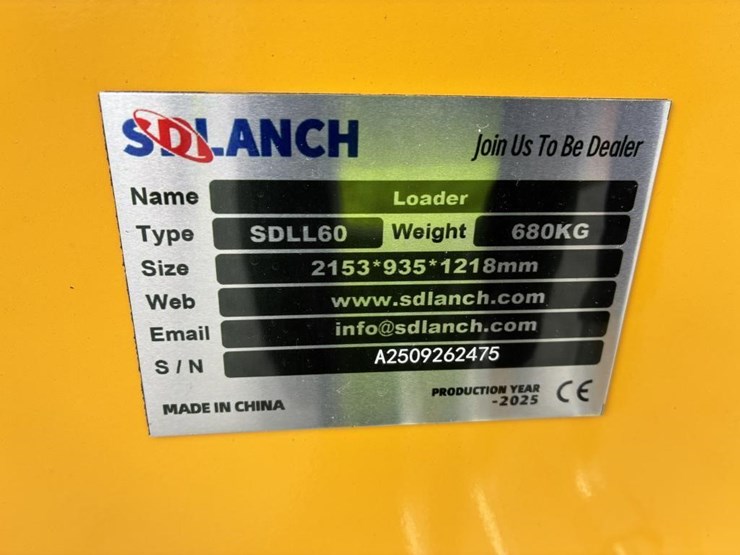 SDLANCH
Join Us To Be Dealer
Name Loader
Type SDLL60 Weight 680KG
Size 2153*935*1218mm
Web www.sdlanch.com
Email info@sdlanch.com
S/N A2509262475
MADE IN CHINA
PRODUCTION YEAR
-2025 CE